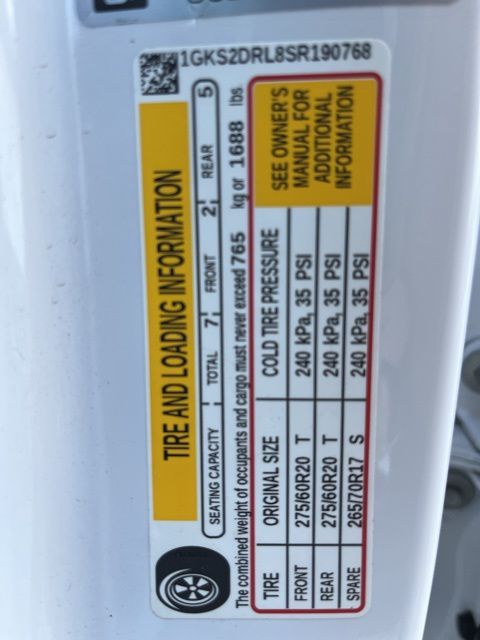 1GKS2DRL8SR190768
TIRE AND LOADING INFORMATION
SEATING CAPACITY TOTAL 7 FRONT 2 REAR 5
The combined weight of occupants and cargo must never exceed 765 kg or 1688 lbs
TIRE ORIGINAL SIZE COLD TIRE PRESSURE
FRONT 275/60R20 T 240 kPa, 35 PSI
REAR 275/60R20 T 240 kPa, 35 PSI
SPARE 265/70R17 S 240 kPa, 35 PSI
SEE OWNER'S
MANUAL FOR
ADDITIONAL
INFORMATION